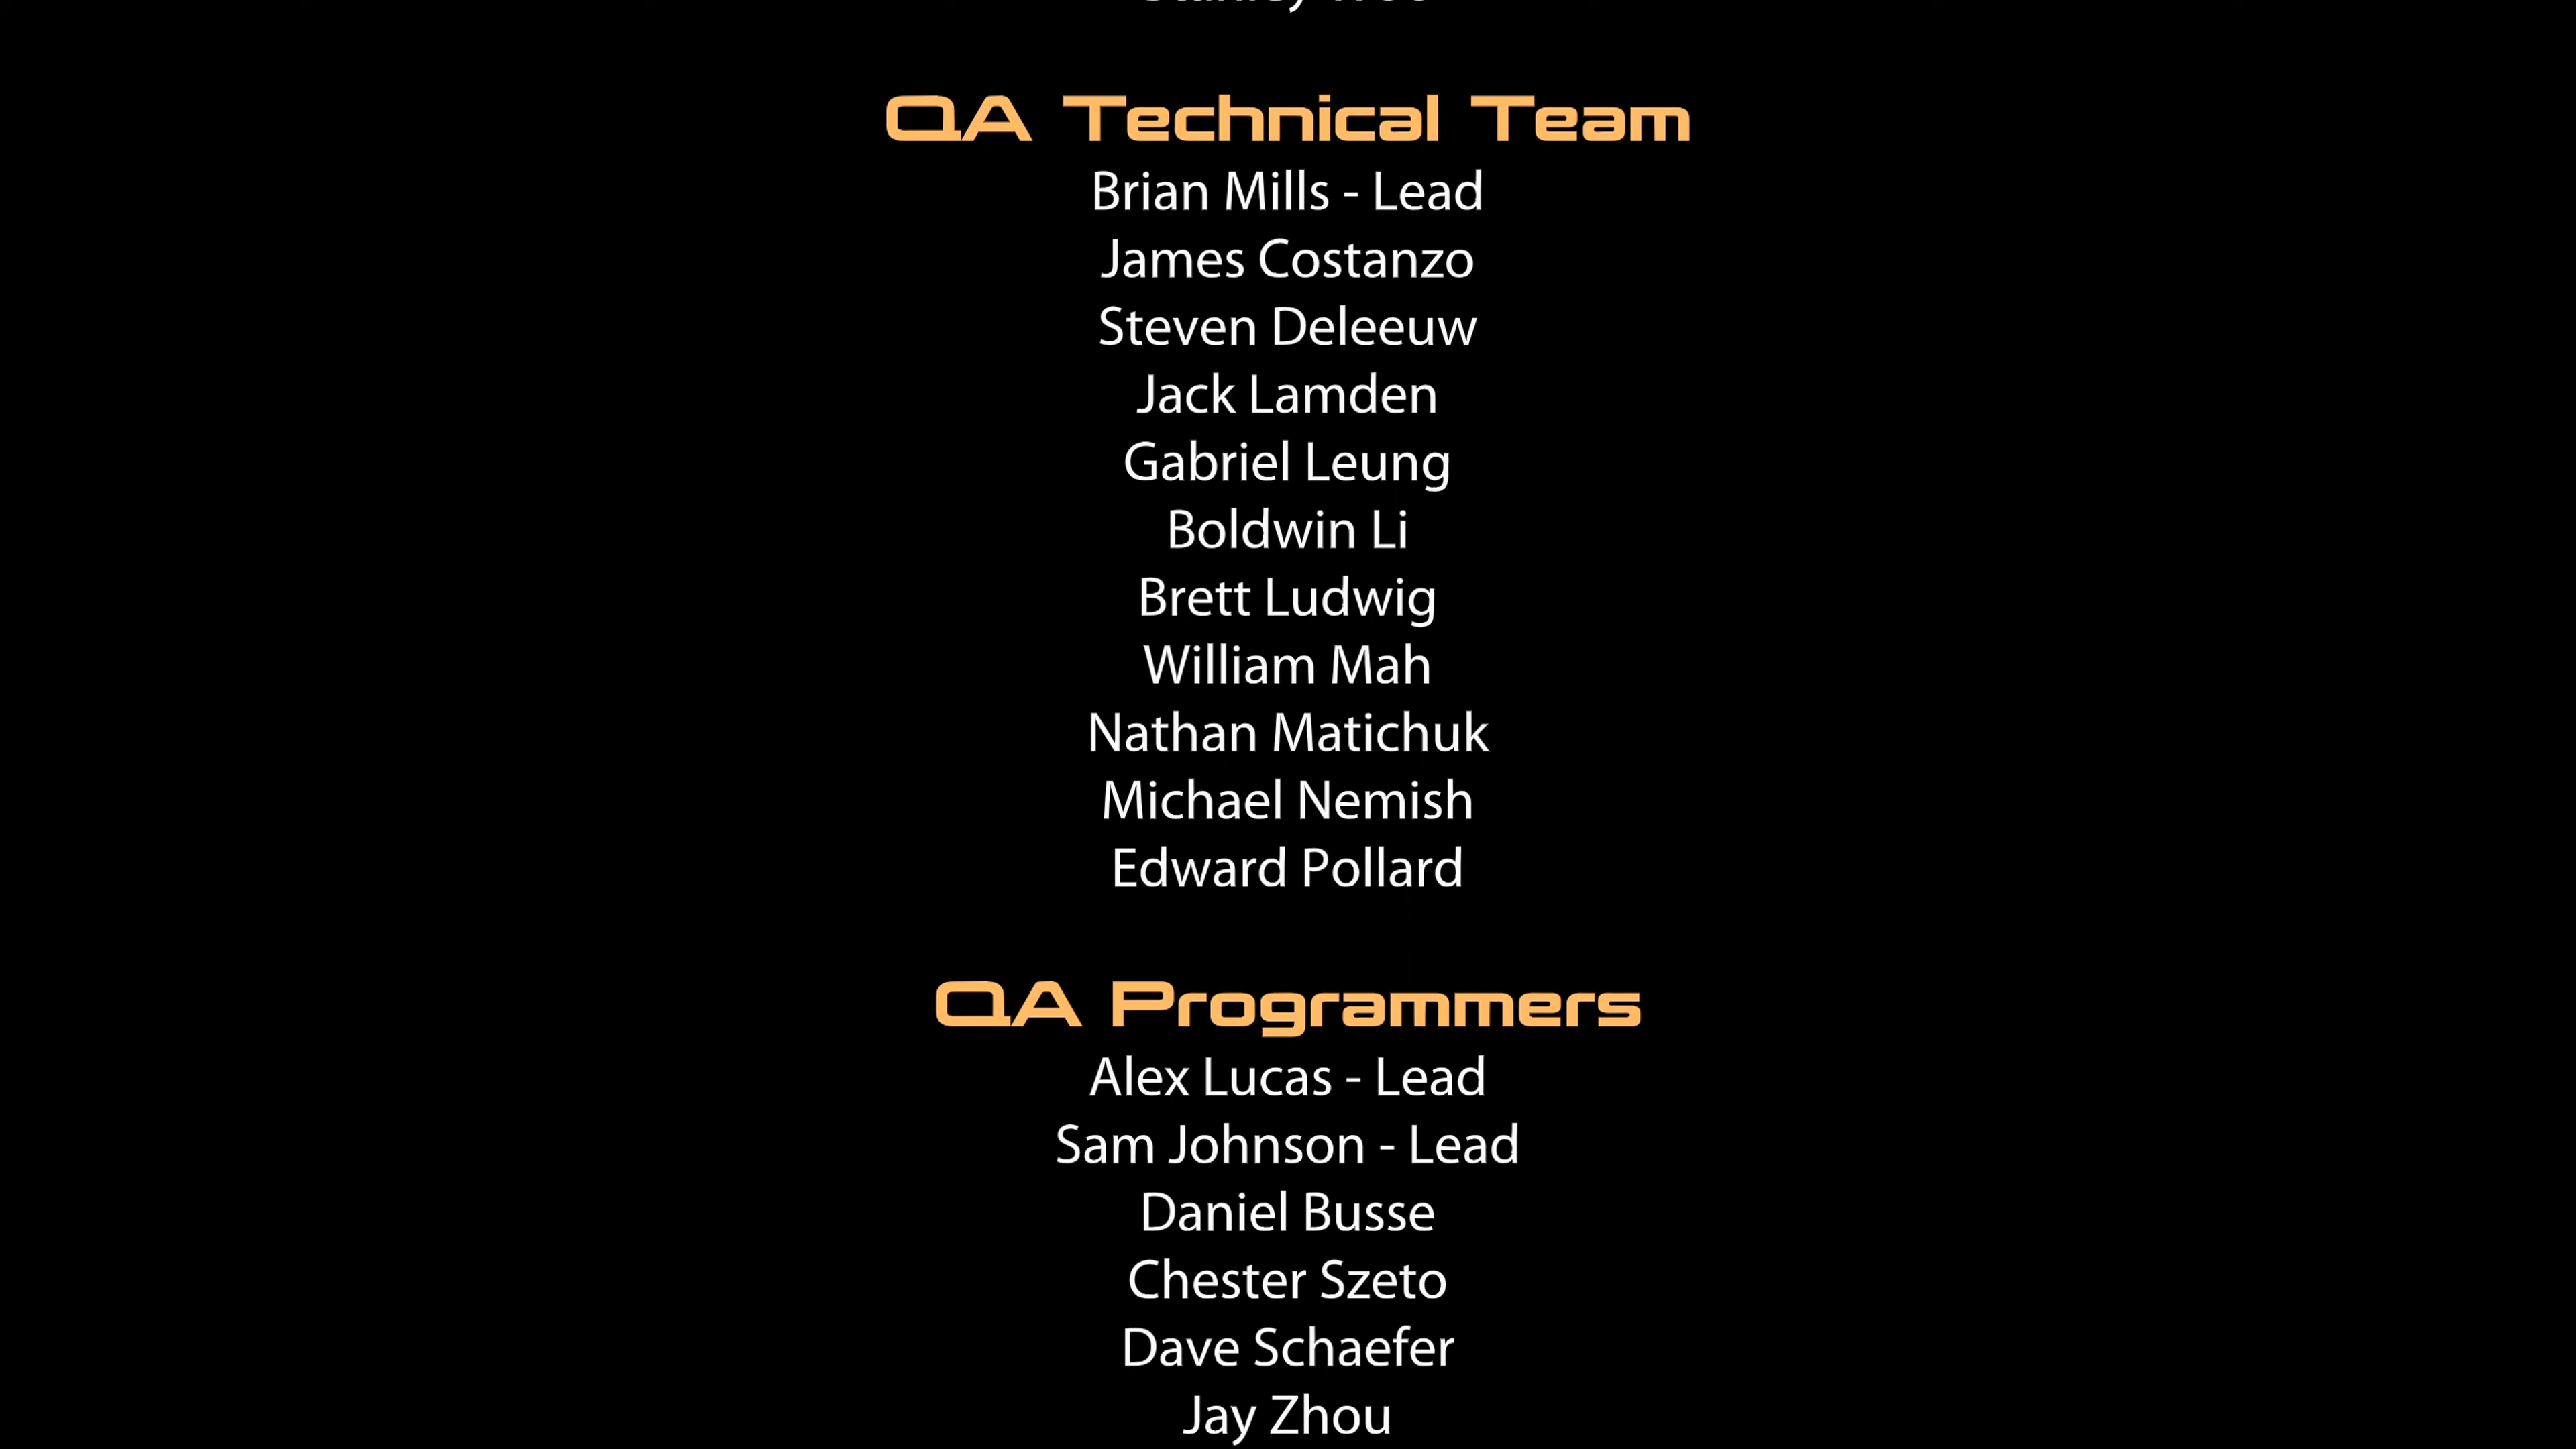 QA Technical Team
Brian Mills - Lead
James Costanzo
Steven Deleeuw
Jack Lamden
Gabriel Leung
Boldwin Li
Brett Ludwig
William Mah
Nathan Matichuk
Michael Nemish
Edward Pollard
QA Programmers
Alex Lucas - Lead
Sam Johnson - Lead
Daniel Busse
Chester Szeto
Dave Schaefer
Jay Zhou